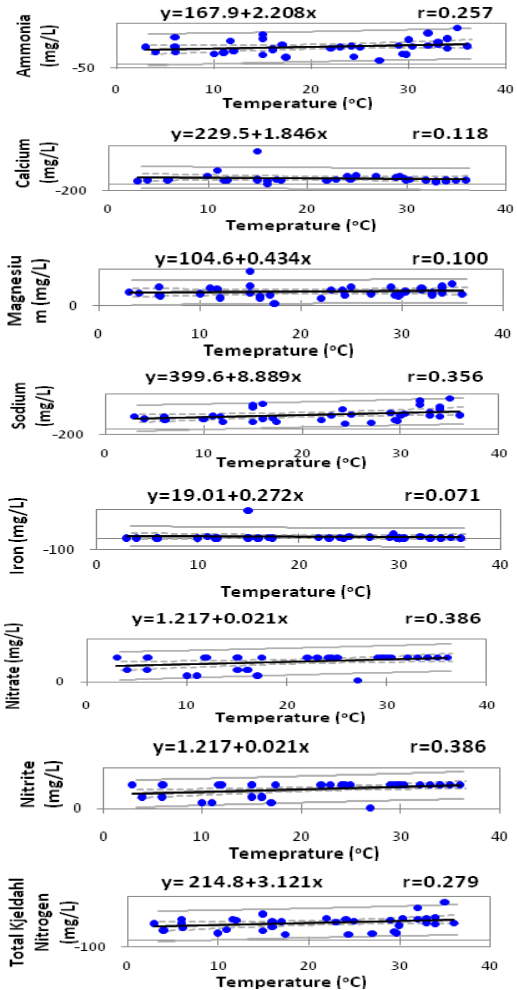 y=167.9+2.208x r=0.257
Ammonia
(mg/L)
-50
0 10 20 30 40
Temperature (°C)
y=229.5+1.846x r=0.118
Calcium
(mg/L)
-200
0 10 20 30 40
Temeprature (°C)
y=104.6+0.434x r=0.100
Magnesiu
m (mg/L)
0
0 10 20 30 40
Temeprature (°C)
y=399.6+8.889x r=0.356
Sodium
(mg/L)
-200
0 10 20 30 40
Temeprature (°C)
y=19.01+0.272x r=0.071
Iron (mg/L)
-100
0 10 20 30 40
Temperature (°C)
y=1.217+0.021x r=0.386
Nitrate (mg/L)
0
0 20 40
Temeprature (°C)
y=1.217+0.021x r=0.386
Nitrite
(mg/L)
0
0 10 20 30 40
Temeprature (°C)
y= 214.8+3.121x r=0.279
Total Kjeldahl
Nitrogen
(mg/L)
-100
0 10 20 30 40
Temeprature (°C)